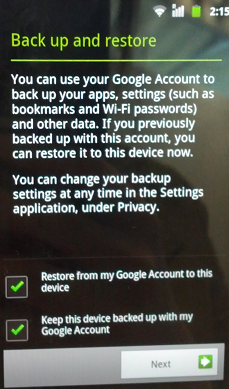 2:15
Back up and restore
You can use your Google Account to
back up your apps, settings (such as
bookmarks and Wi-Fi passwords)
and other data. If you previously
backed up with this account, you
can restore it to this device now.
You can change your backup
settings at any time in the Settings
application, under Privacy.
Restore from my Google Account to this
device
Keep this device backed up with my
Google Account
Next